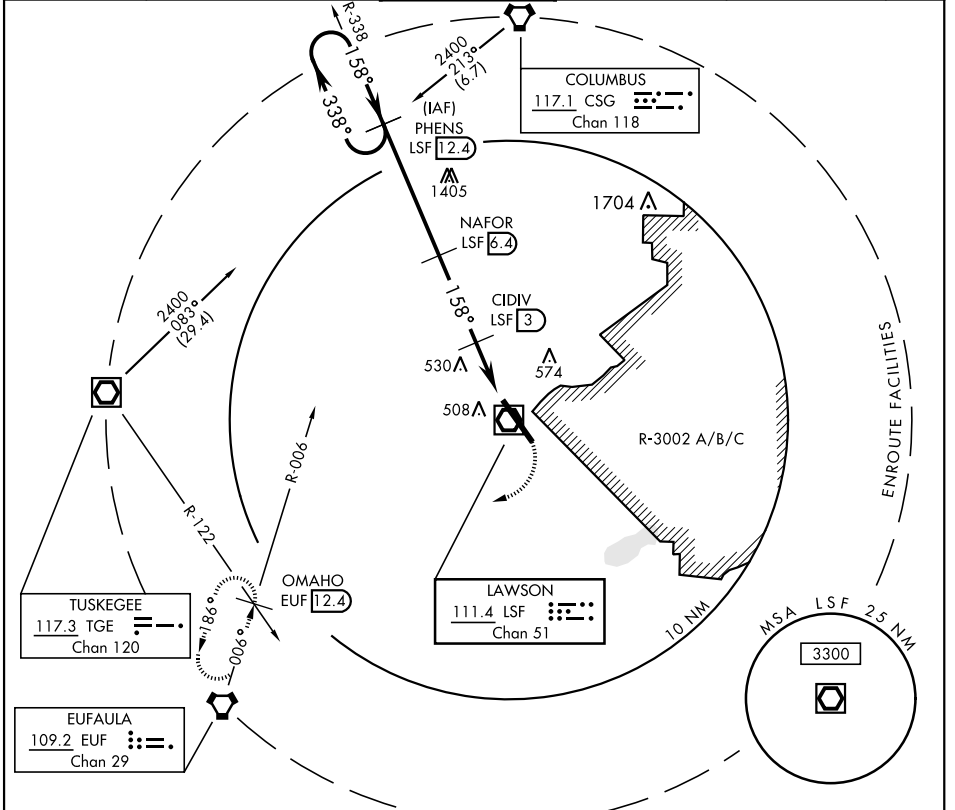 R-338
158°
338°
2400
213°
(6.7)
COLUMBUS
117.1 CSG
Chan 118
(IAF)
PHENS
LSF 12.4
1405
1704
NAFOR
LSF 6.4
158°
CIDIV
LSF 3
2400
083°
(29.4)
530
574
508
R-3002 A/B/C
ENROUTE FACILITIES
R-006
R-122
OMAHO
EUF 12.4
186°
006°
TUSKEGEE
117.3 TGE
Chan 120
LAWSON
111.4 LSF
Chan 51
10 NM
MSA LSF 25 NM
3300
EUFAULA
109.2 EUF
Chan 29